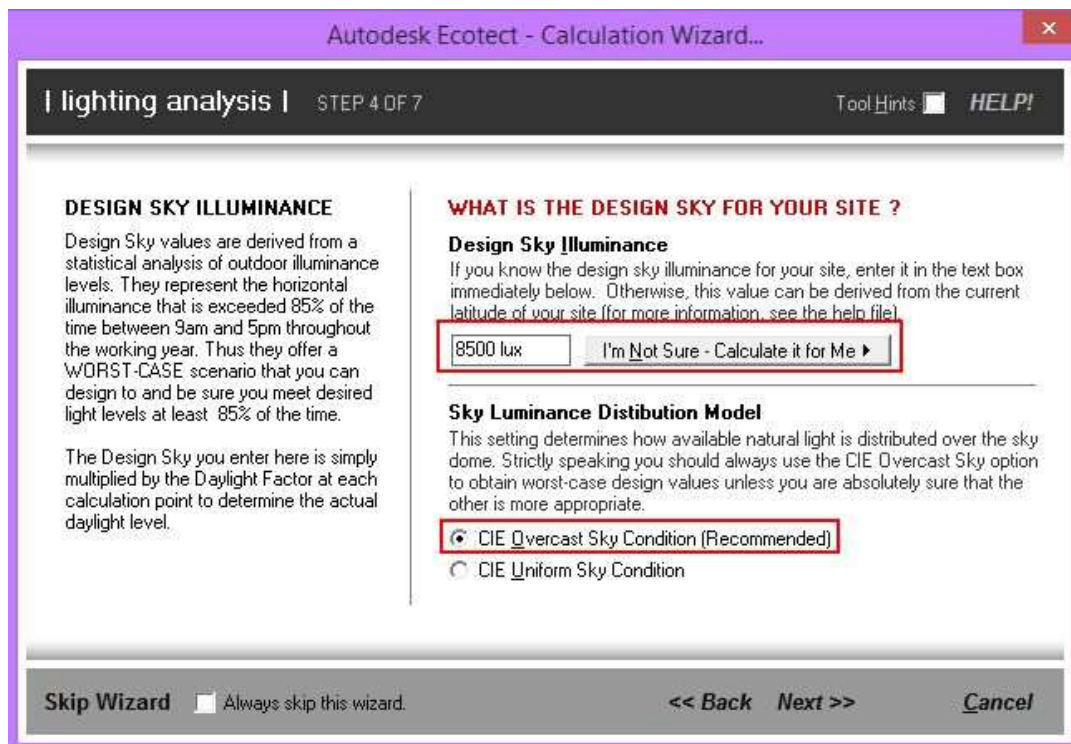 Autodesk Ecotect - Calculation Wizard...
×
| lighting analysis | STEP 4 OF 7
Tool Hints HELP!
DESIGN SKY ILLUMINANCE
Design Sky values are derived from a
statistical analysis of outdoor illuminance
levels. They represent the horizontal
illuminance that is exceeded 85% of the
time between 9am and 5pm throughout
the working year. Thus they offer a
WORST-CASE scenario that you can
design to and be sure you meet desired
light levels at least 85% of the time.
The Design Sky you enter here is simply
multiplied by the Daylight Factor at each
calculation point to determine the actual
daylight level.
WHAT IS THE DESIGN SKY FOR YOUR SITE ?
Design Sky Illuminance
If you know the design sky illuminance for your site, enter it in the text box
immediately below. Otherwise, this value can be derived from the current
latitude of your site (for more information, see the help file).
8500 lux
I'm Not Sure - Calculate it for Me
Sky Luminance Distibution Model
This setting determines how available natural light is distributed over the sky
dome. Strictly speaking you should always use the CIE Overcast Sky option
to obtain worst-case design values unless you are absolutely sure that the
other is more appropriate.
CIE Overcast Sky Condition (Recommended)
CIE Uniform Sky Condition
Skip Wizard Always skip this wizard.
<< Back Next >> Cancel